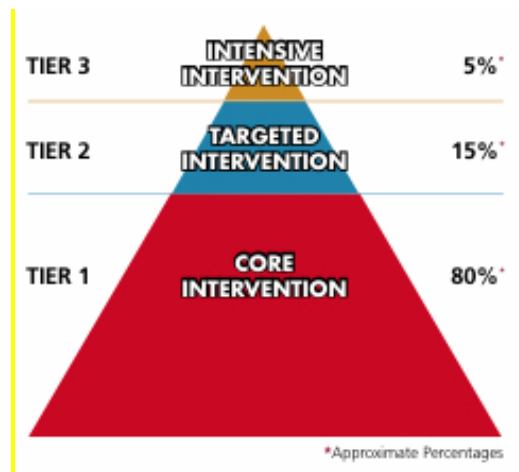 TIER 3
INTENSIVE
INTERVENTION
5%*
TIER 2
TARGETED
INTERVENTION
15%*
TIER 1
CORE
INTERVENTION
80%*
*Approximate Percentages